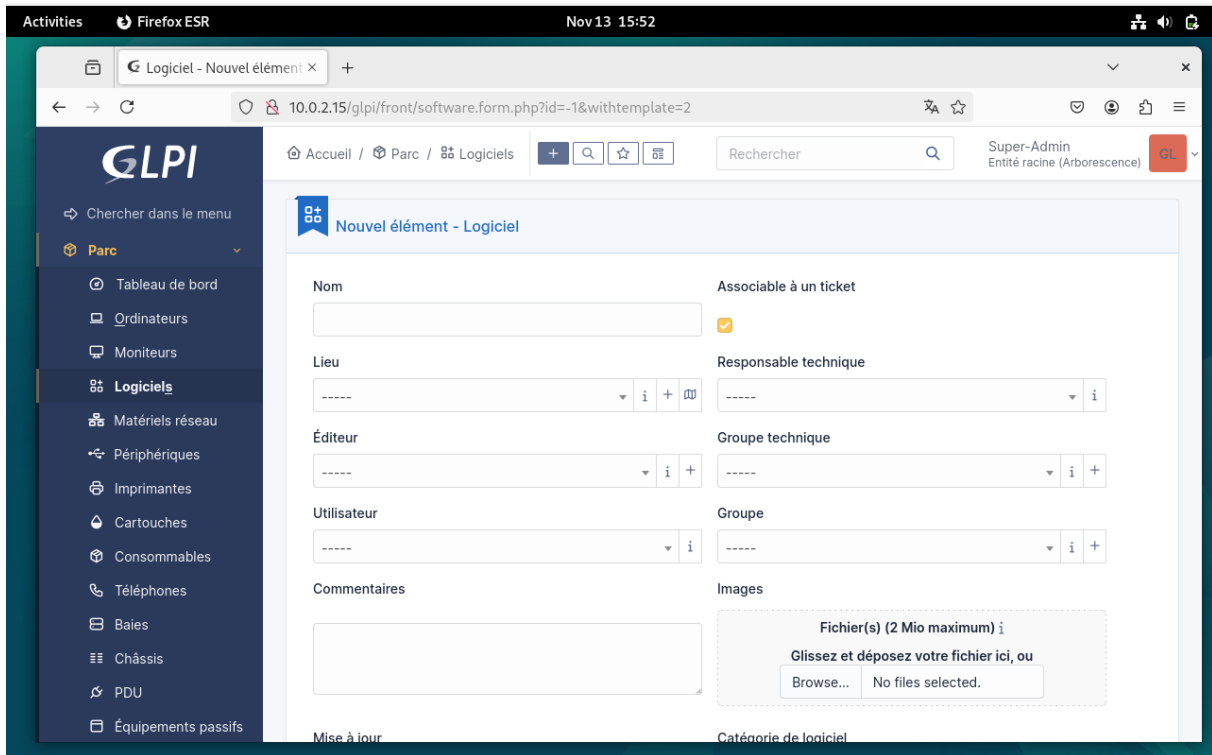 Activities Firefox ESR Nov 13 15:52
Logiciel - Nouvel élément
10.0.2.15/glpi/front/software.form.php?id=-1&withtemplate=2
GLPI
Accueil / Parc / Logiciels Rechercher Super-Admin GL
Entité racine (Arborescence)
Chercher dans le menu
Parc
Tableau de bord
Ordinateurs
Moniteurs
Logiciels
Matériels réseau
Périphériques
Imprimantes
Cartouches
Consommables
Téléphones
Baies
Châssis
PDU
Équipements passifs
Nouvel élément - Logiciel
Nom Associable à un ticket
Lieu Responsable technique
----- i + ----- i
Éditeur Groupe technique
----- i + ----- i +
Utilisateur Groupe
----- i ----- i +
Commentaires Images
Fichier(s) (2 Mio maximum) i
Glissez et déposez votre fichier ici, ou
Browse... No files selected.
Mise à jour Catégorie de logiciel